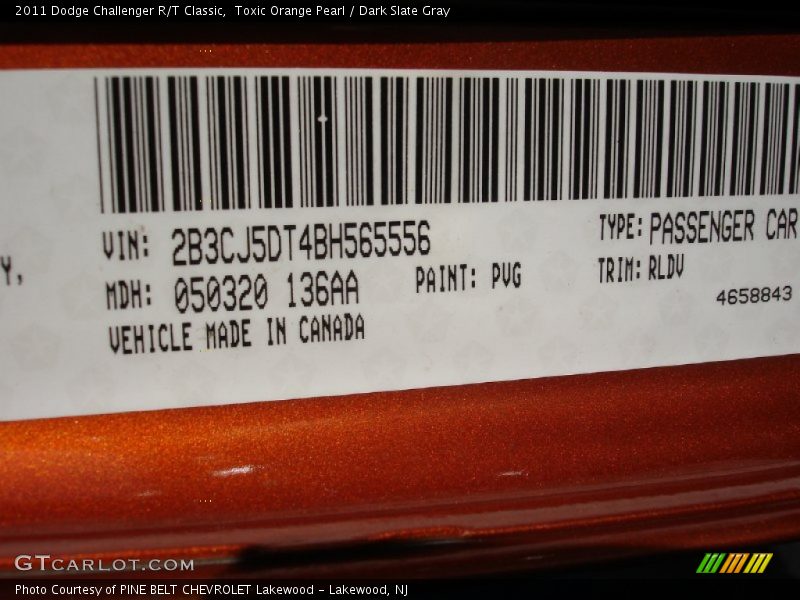 2011 Dodge Challenger R/T Classic,  Toxic Orange Pearl / Dark Slate Gray
VIN: 2B3CJ5DT4BH565556 TYPE: PASSENGER CAR
Y,
MDH: 050320 136AA PAINT: PVG TRIM: RLDV
4658843
VEHICLE MADE IN CANADA
GTCARLOT.COM
Photo Courtesy of PINE BELT CHEVROLET Lakewood - Lakewood, NJ